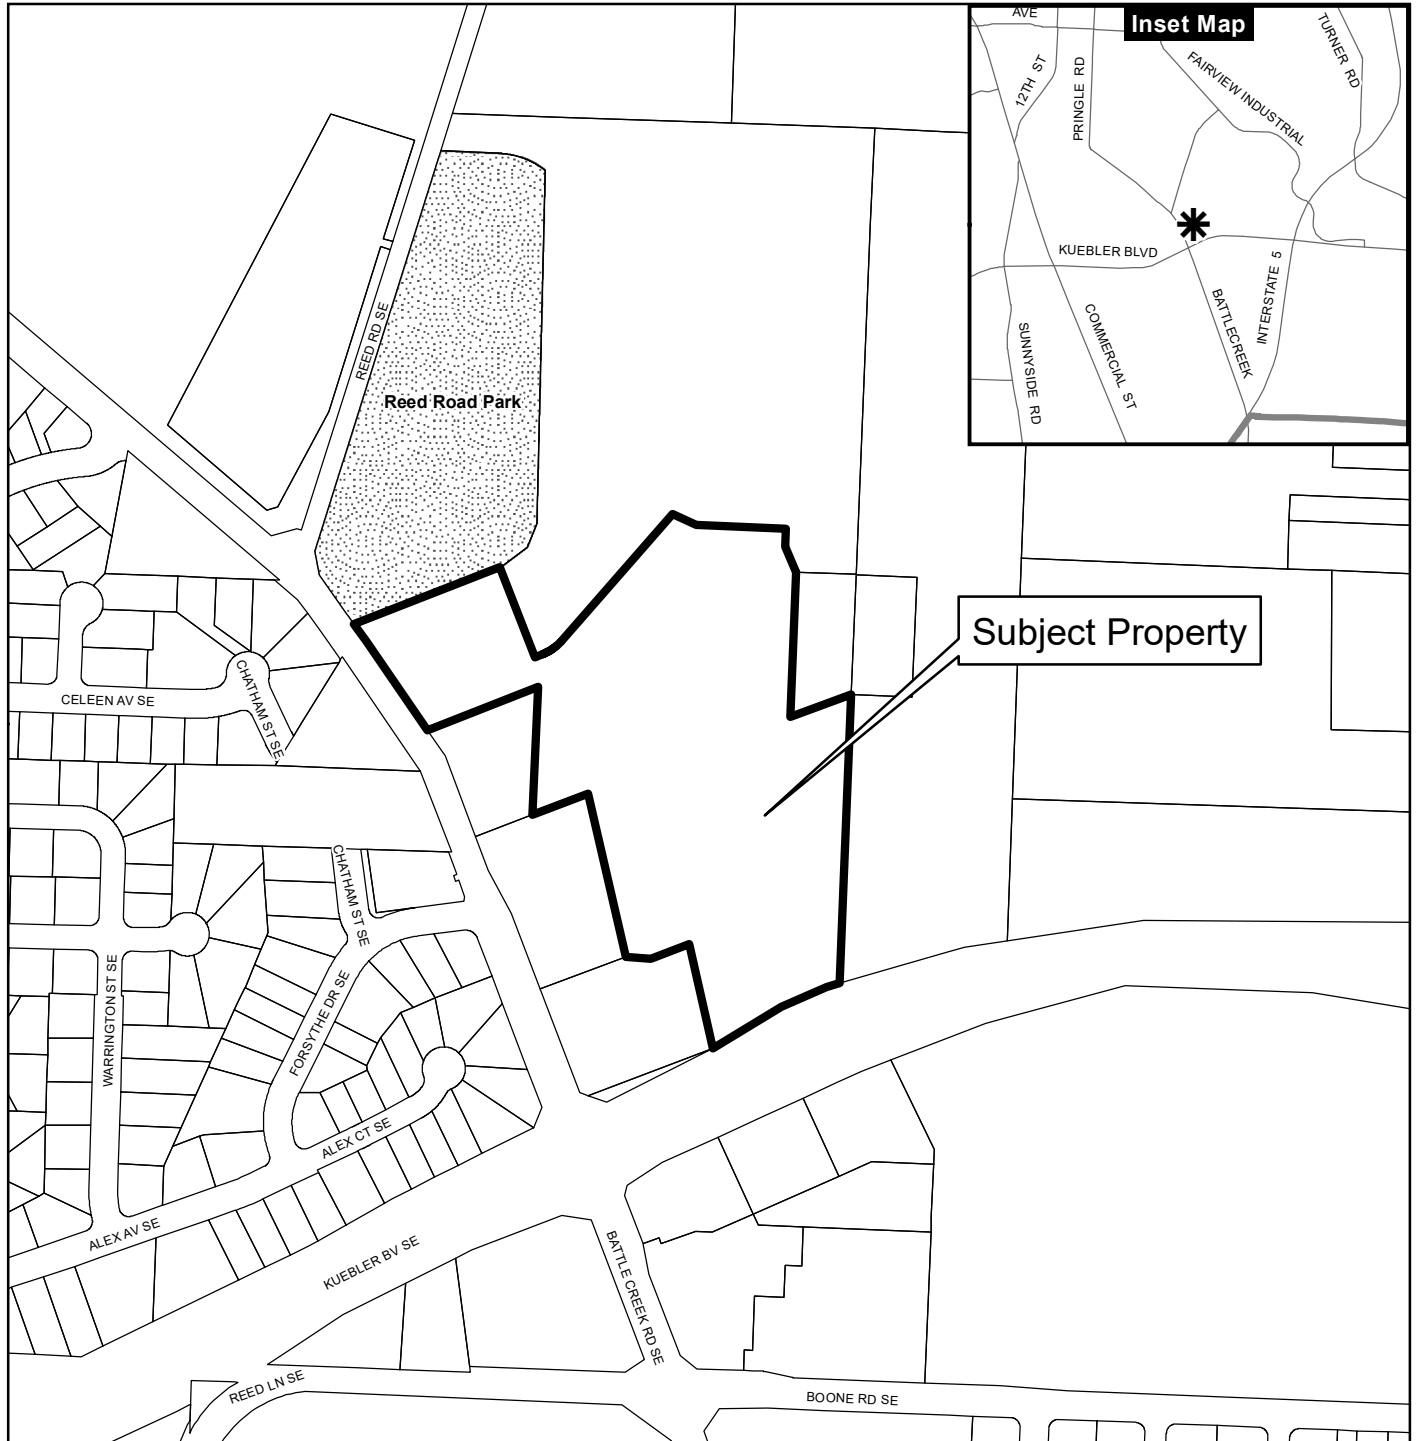 Inset Map
AVE
12TH ST
PRINGLE RD
FAIRVIEW INDUSTRIAL
TURNER RD
KUEBLER BLVD
SUNNYSIDE RD
COMMERCIAL ST
BATTLECREEK
INTERSTATE 5
REED RD SE
Reed Road Park
Subject Property
CELEEN AV SE
CHATHAM ST SE
CHATHAM ST SE
WARRINGTON ST SE
FORSYTHE DR SE
ALEX CT SE
ALEX AV SE
KUEBLER BV SE
BATTLE CREEK RD SE
REED LN SE
BOONE RD SE